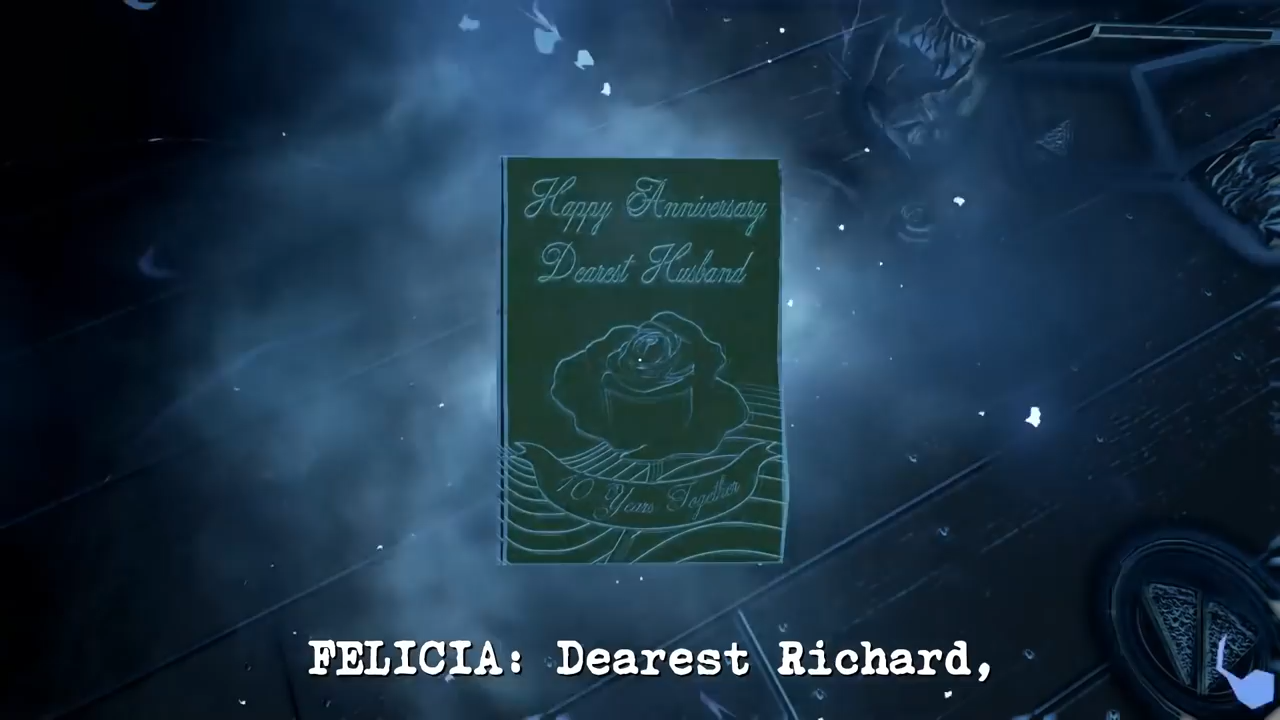 Happy Anniversary
Dearest Husband
10 Years Together
FELICIA: Dearest Richard,